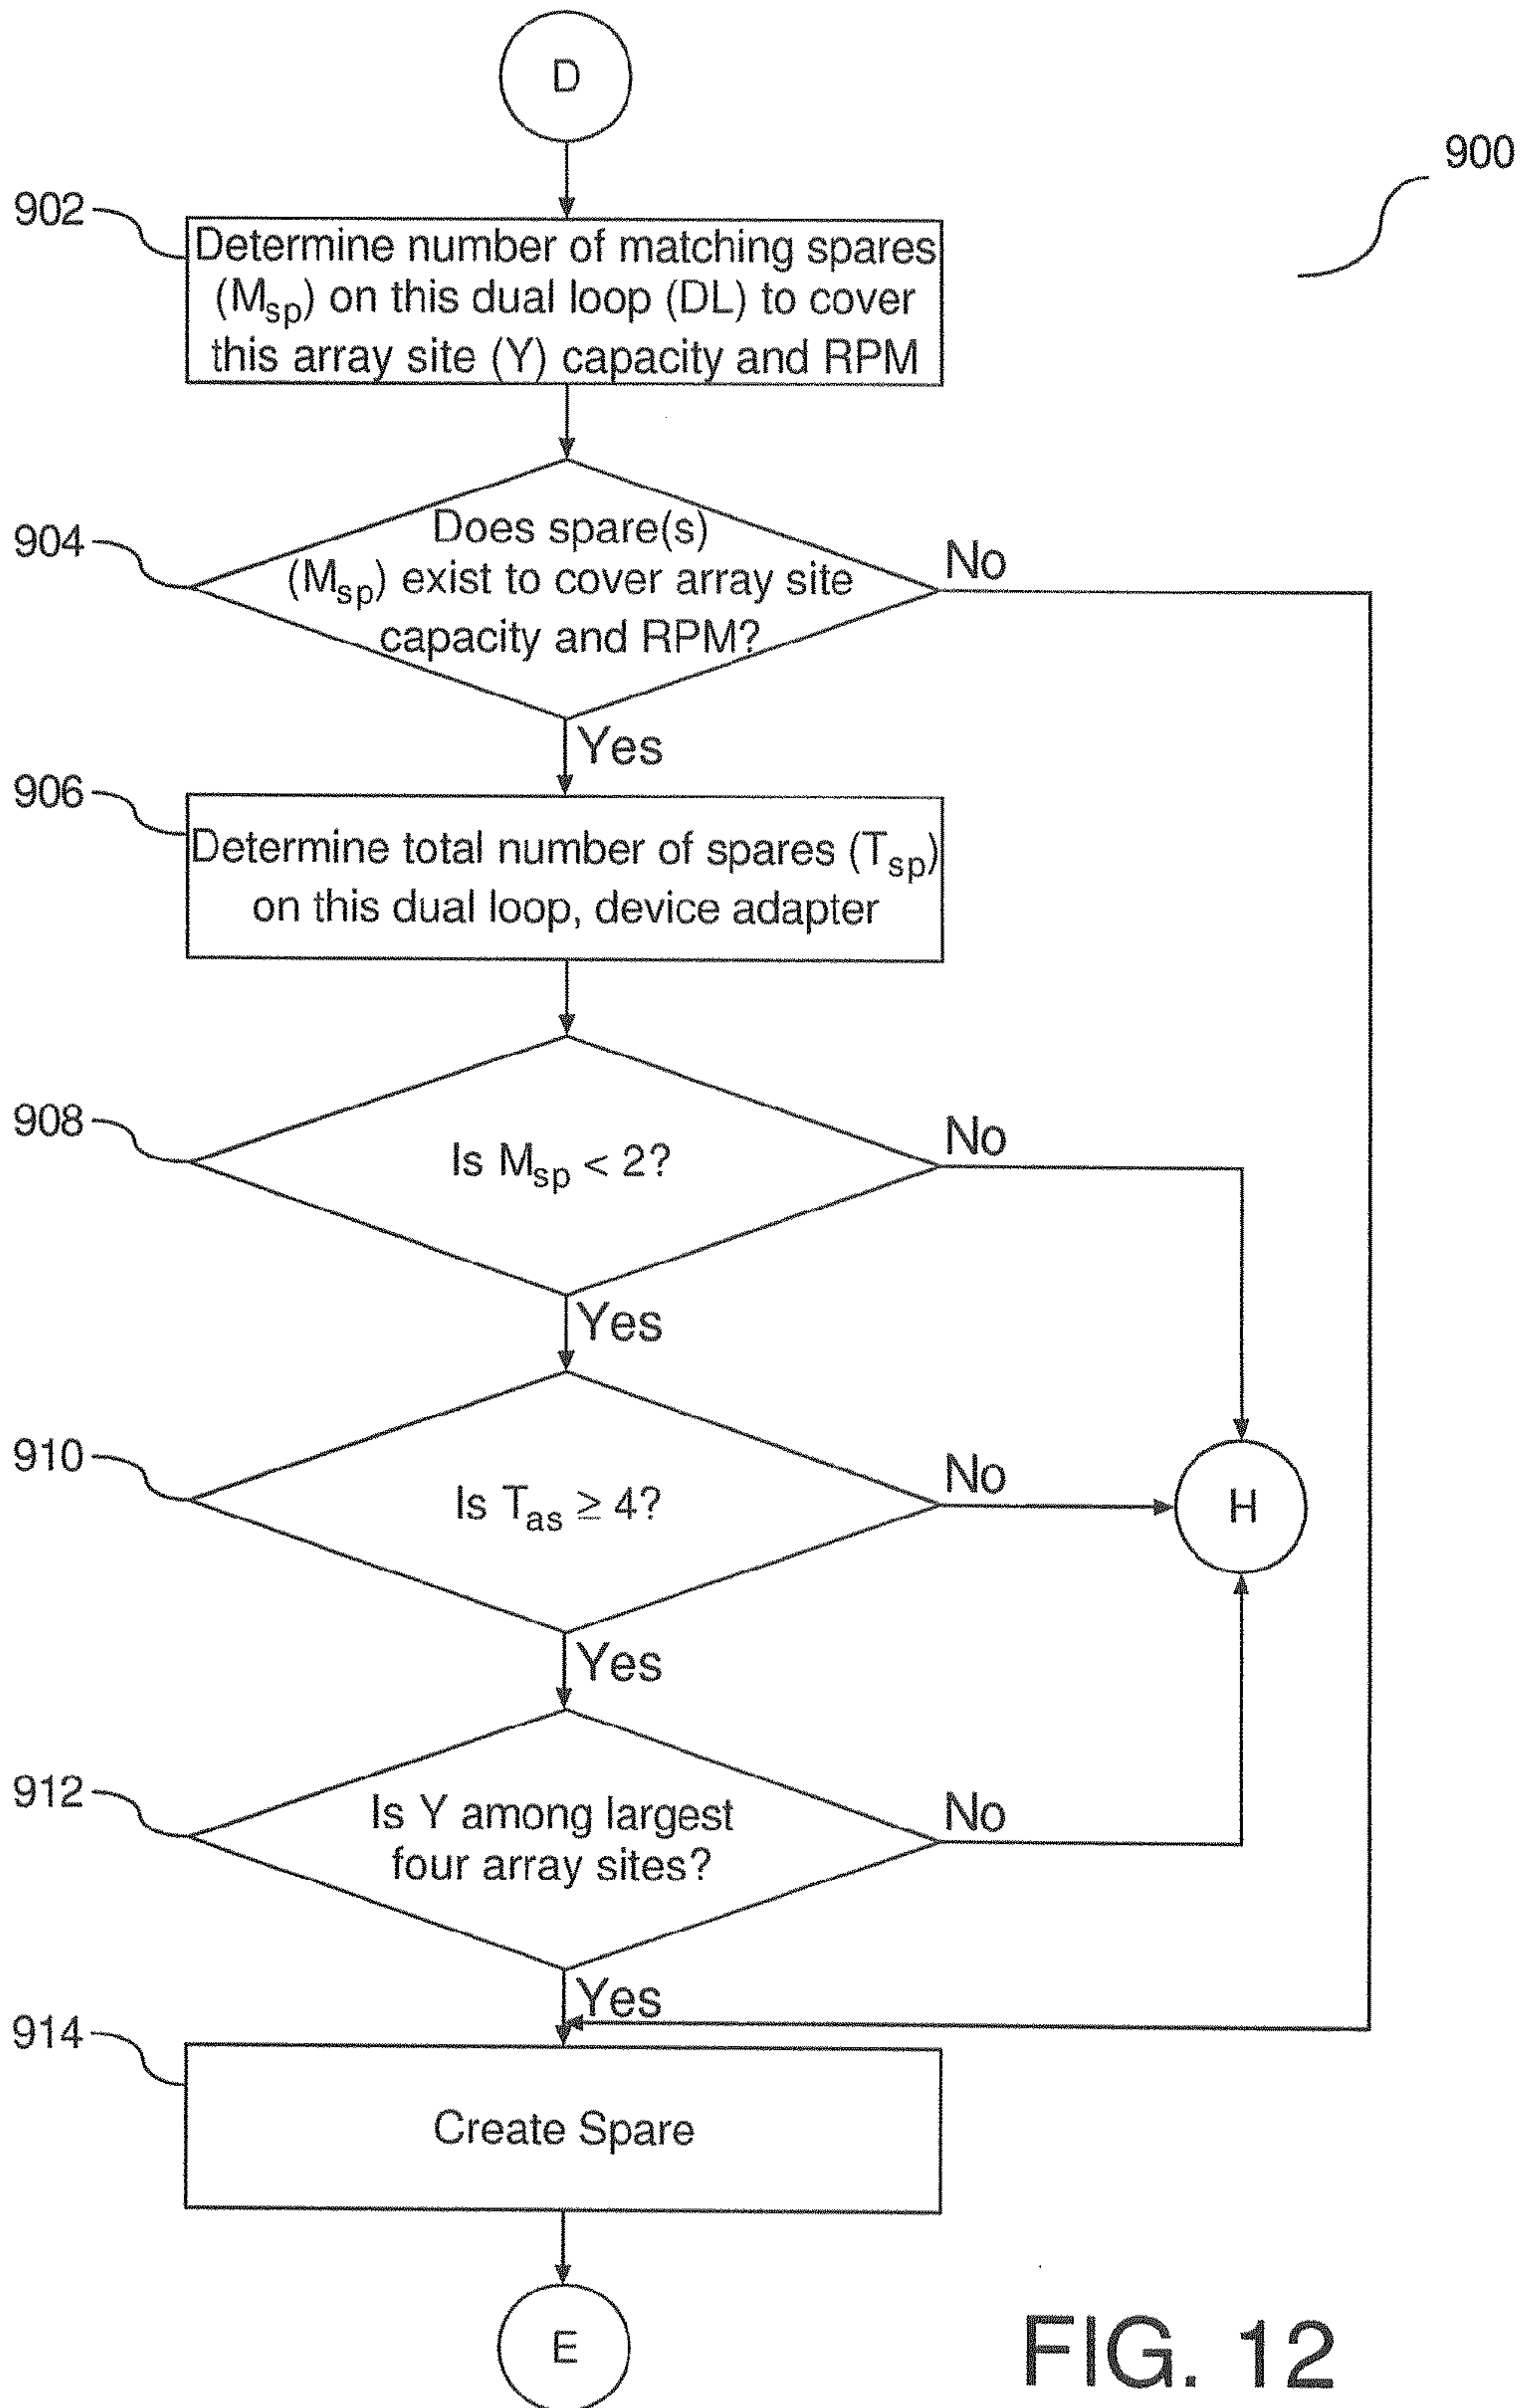 D
900
902
Determine number of matching spares
(Msp) on this dual loop (DL) to cover
this array site (Y) capacity and RPM
904
Does spare(s)
(Msp) exist to cover array site
capacity and RPM?
No
Yes
906
Determine total number of spares (Tsp)
on this dual loop, device adapter
908
Is Msp < 2?
No
Yes
910
Is Tas ≥ 4?
No
H
Yes
912
Is Y among largest
four array sites?
No
Yes
914
Create Spare
E
FIG. 12